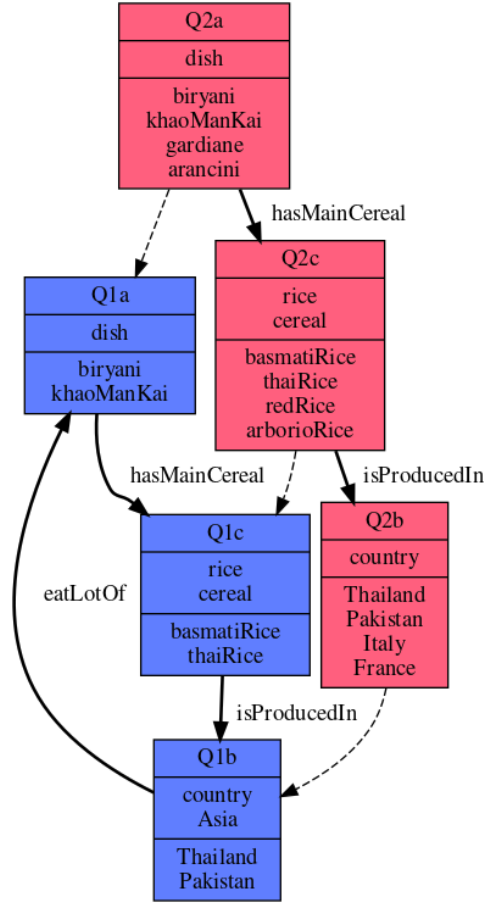 Q2a
dish
biryani
khaoManKai
gardiane
arancini
hasMainCereal
Q2c
rice
cereal
basmatiRice
thaiRice
redRice
arborioRice
Q1a
dish
biryani
khaoManKai
hasMainCereal
isProducedIn
Q1c
rice
cereal
basmatiRice
thaiRice
Q2b
country
Thailand
Pakistan
Italy
France
eatLotOf
isProducedIn
Q1b
country
Asia
Thailand
Pakistan